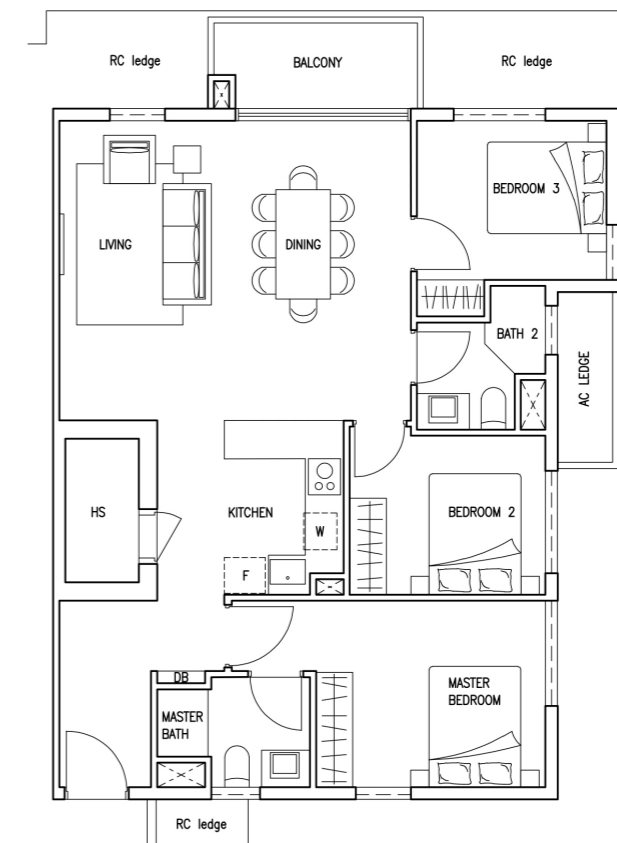 RC ledge
BALCONY
RC ledge
X
BEDROOM 3
LIVING
DINING
BATH 2
AC LEDGE
X
HS
KITCHEN
BEDROOM 2
W
F
DB
MASTER
BEDROOM
MASTER
BATH
X
RC ledge